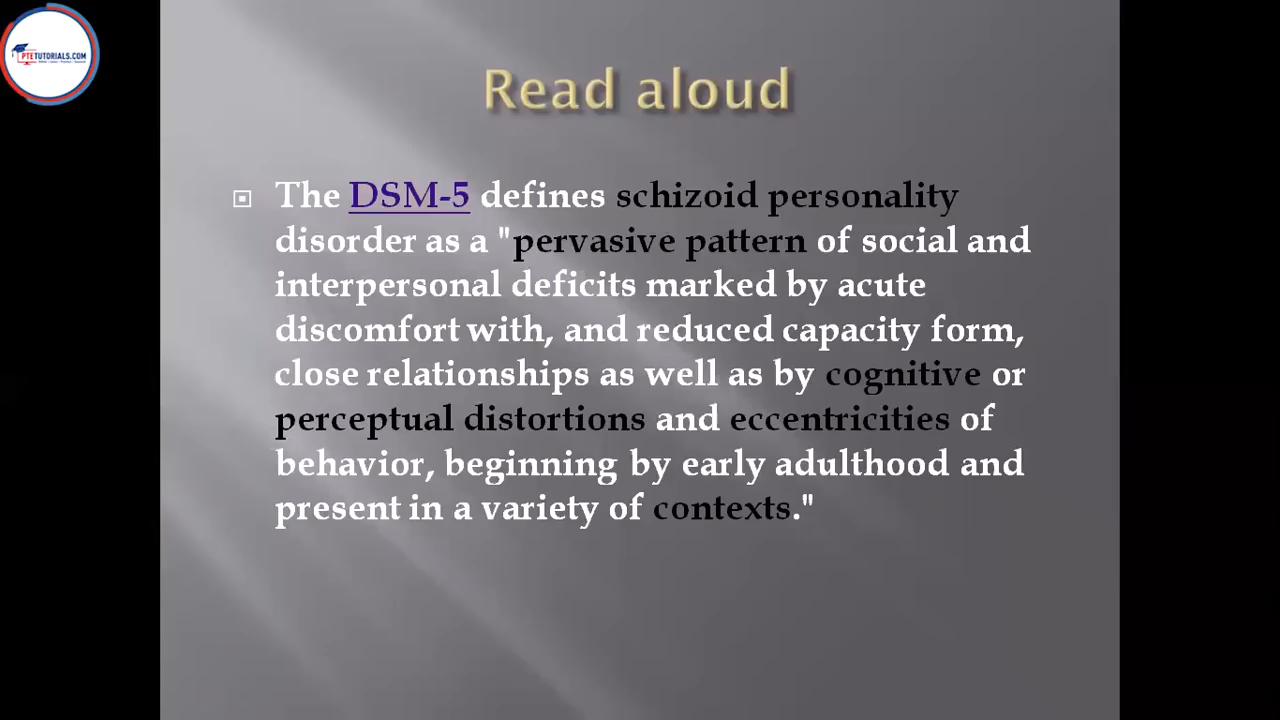 PTETUTORIALS.COM
Read aloud
The DSM-5 defines schizoid personality
disorder as a "pervasive pattern of social and
interpersonal deficits marked by acute
discomfort with, and reduced capacity form,
close relationships as well as by cognitive or
perceptual distortions and eccentricities of
behavior, beginning by early adulthood and
present in a variety of contexts."